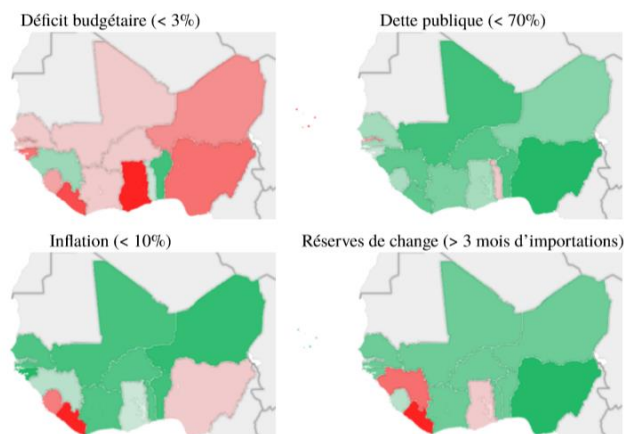 Déficit budgétaire (< 3%)
Dette publique (< 70%)
Inflation (< 10%)
Réserves de change (> 3 mois d'importations)